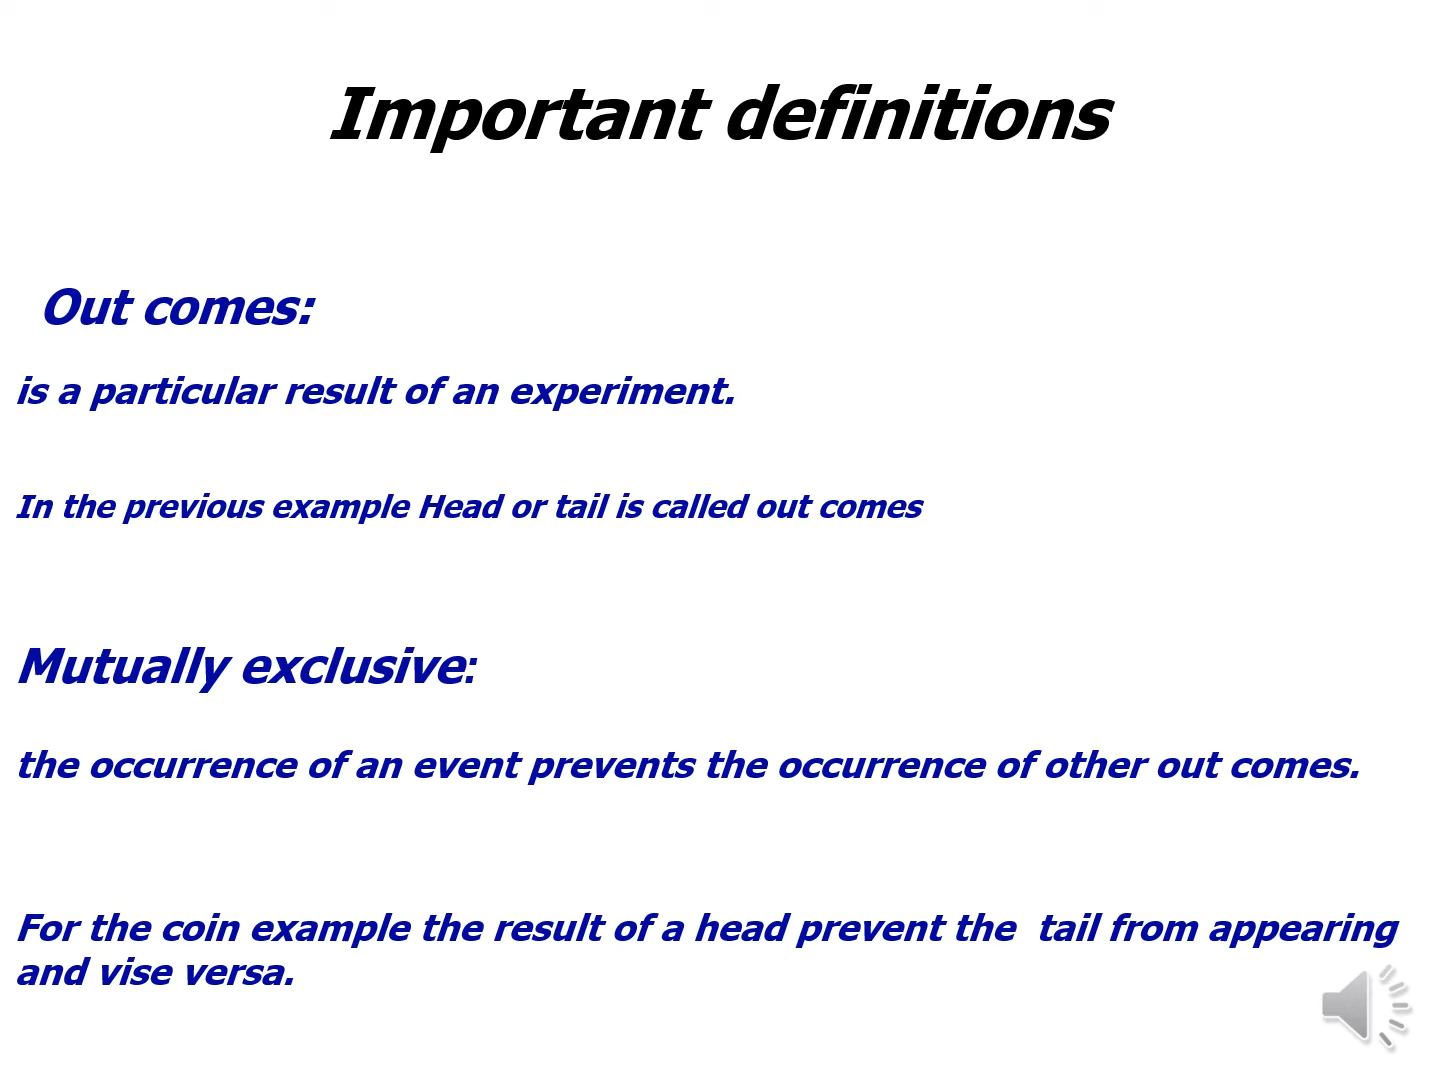 Important definitions
Out comes:
is a particular result of an experiment.
In the previous example Head or tail is called out comes
Mutually exclusive:
the occurrence of an event prevents the occurrence of other out comes.
For the coin example the result of a head prevent the  tail from appearing
and vise versa.